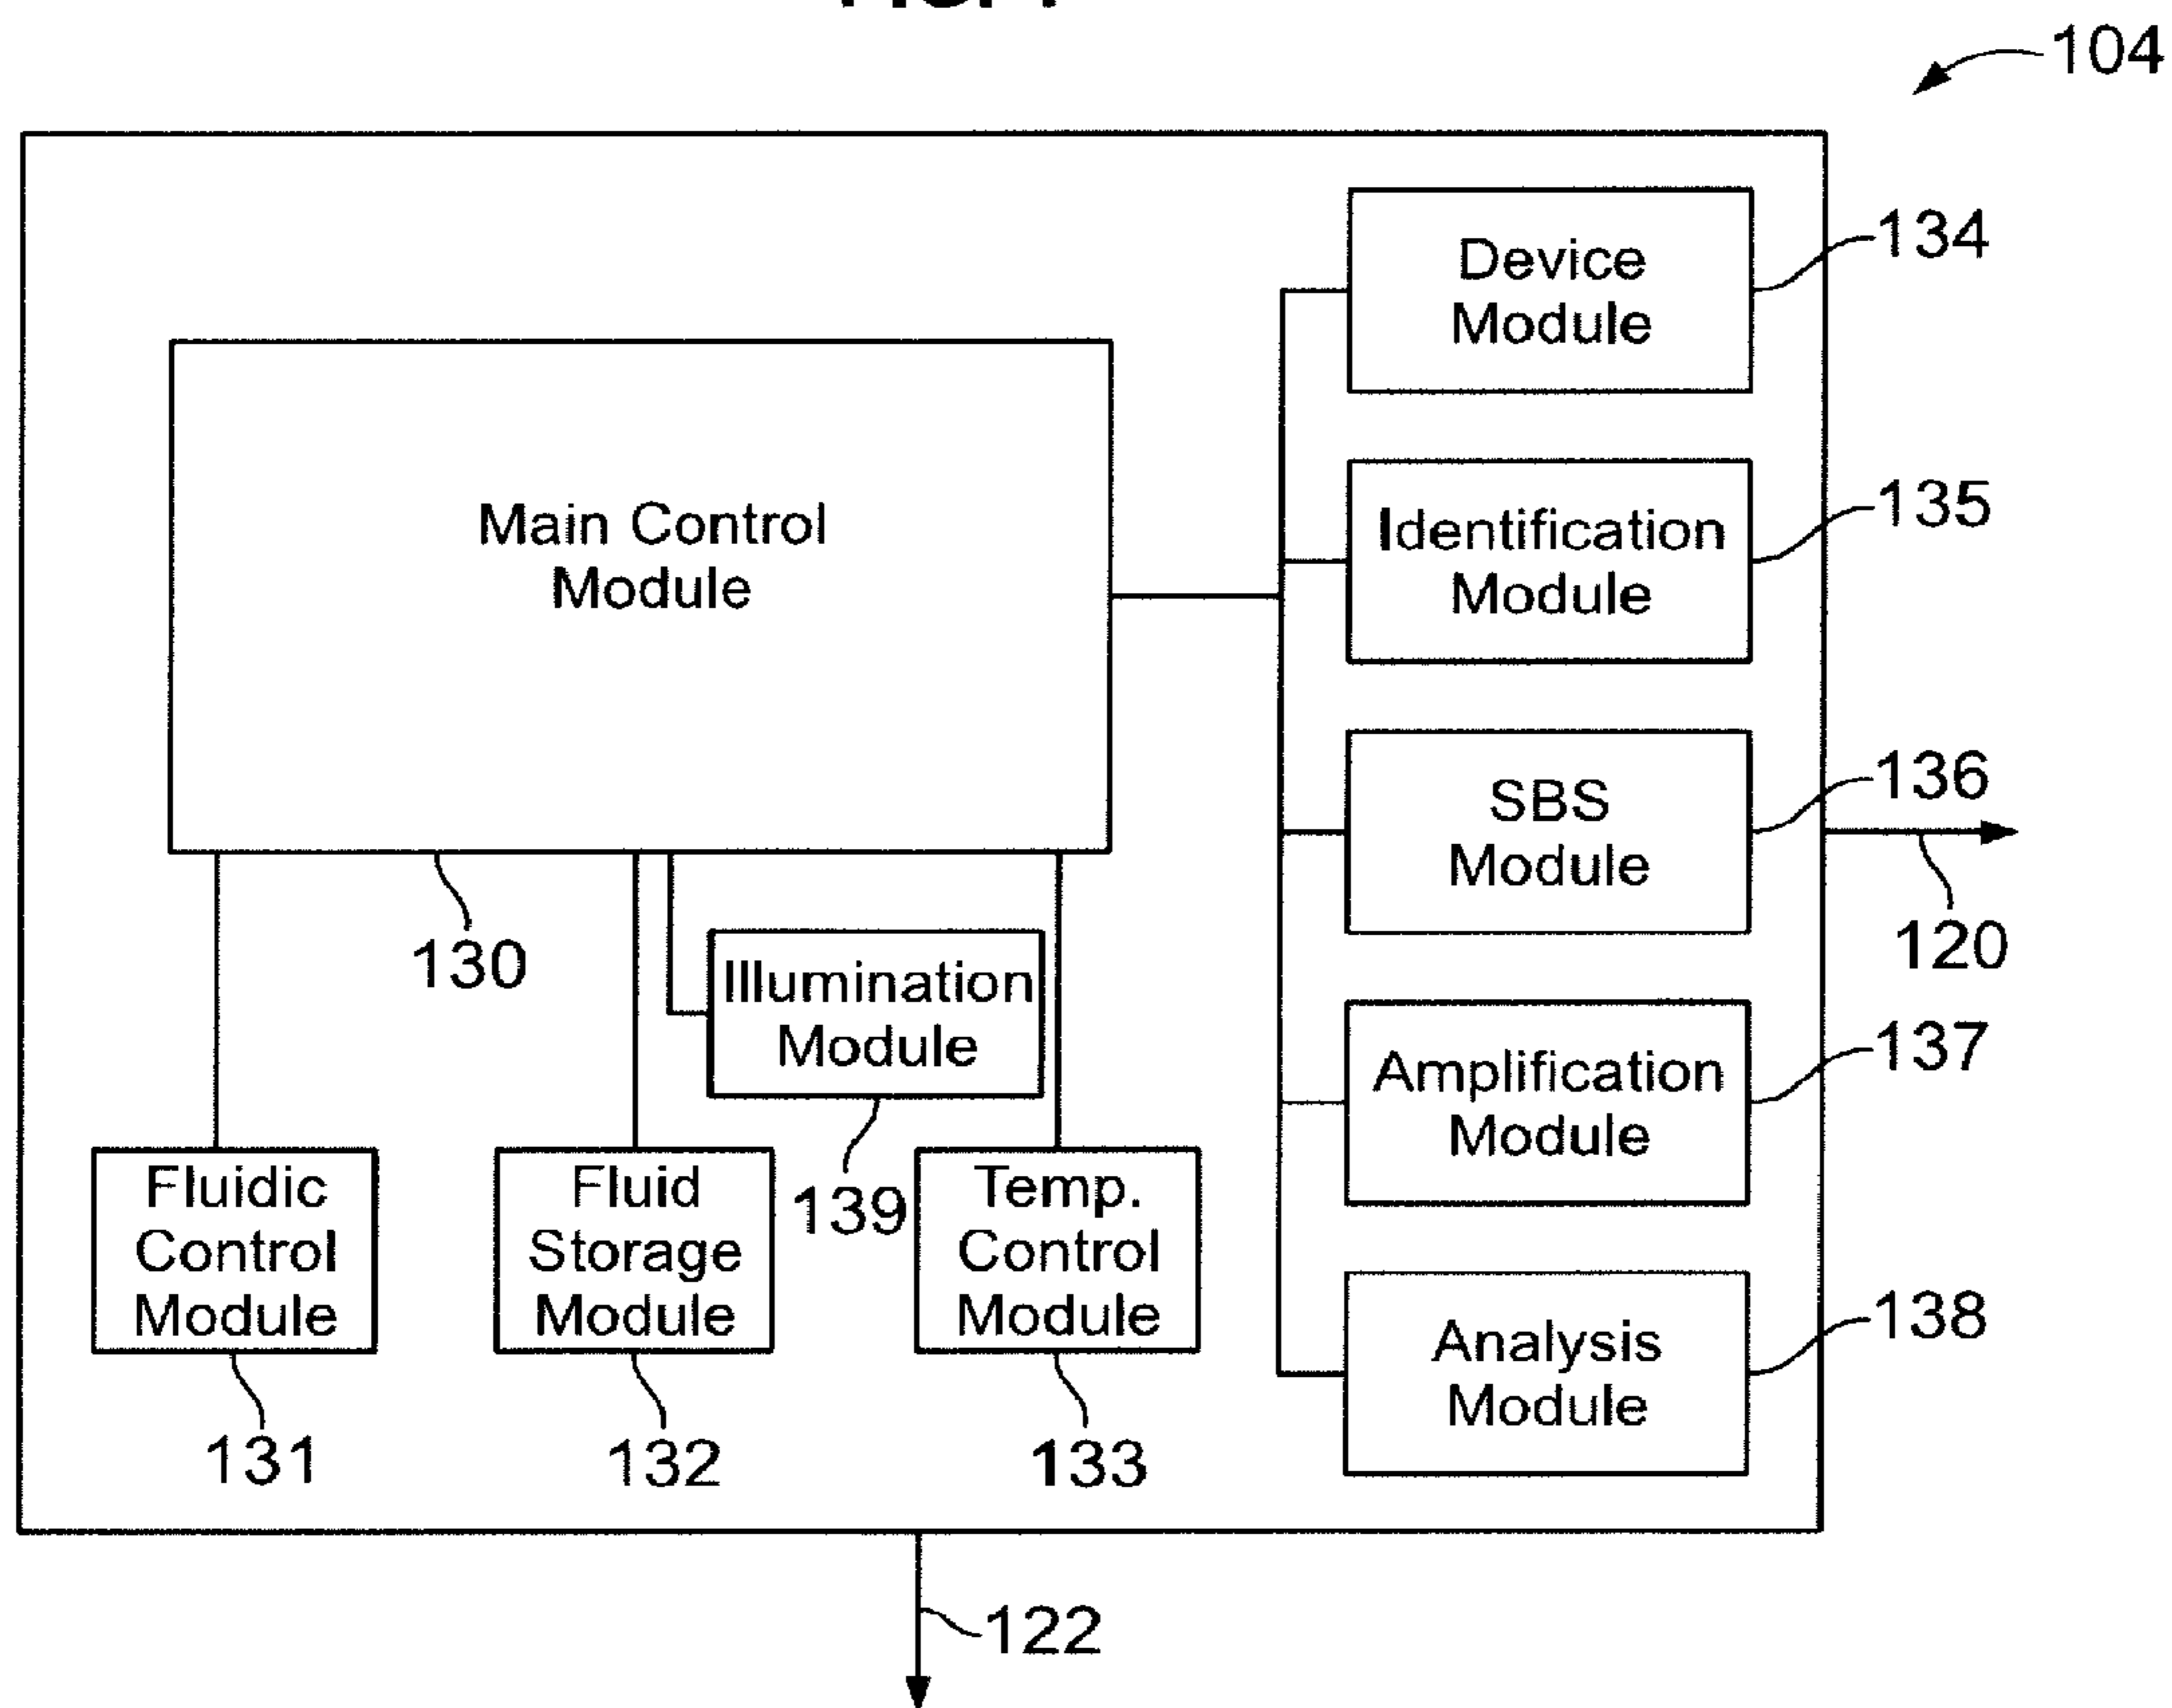 104
Device
Module
134
Identification
Module
135
Main Control
Module
SBS
Module
136
120
130
Illumination
Module
139
Amplification
Module
137
Fluidic
Control
Module
131
Fluid
Storage
Module
132
Temp.
Control
Module
133
Analysis
Module
138
122